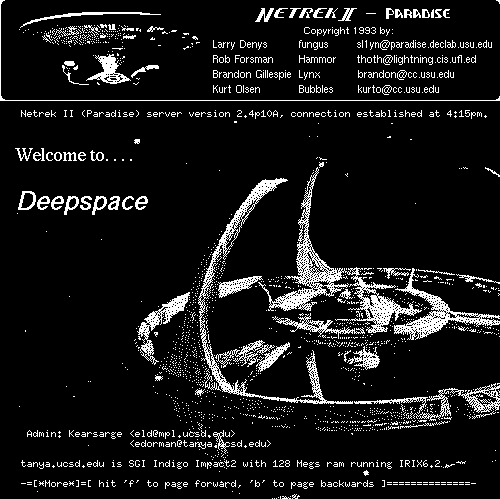 NETREK II - PARADISE
Copyright 1993 by:
Larry Denys fungus sl1yn@paradise.declab.usu.edu
Rob Forsman Hammor thoth@lightning.cis.ufl.ed
Brandon Gillespie Lynx brandon@cc.usu.edu
Kurt Olsen Bubbles kurto@cc.usu.edu
Netrek II (Paradise) server version 2.4p10A, connection established at 4:15pm.
Welcome to....
Deepspace
Admin: Kearsarge <eld@mpl.ucsd.edu>
<edorman@tanya.ucsd.edu>
tanya.ucsd.edu is SGI Indigo Impact2 with 128 Megs ram running IRIX6.2
--[*More*]=[ hit 'f' to page forward, 'b' to page backwards ]===============-